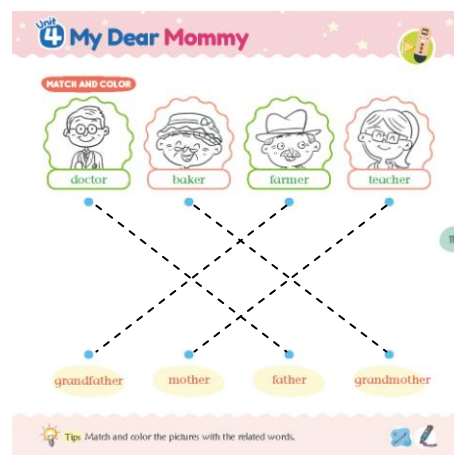 Unit
4 My Dear Mommy
MATCH AND COLOR
doctor baker farmer teacher
grandfather mother father grandmother
Tips Match and color the pictures with the related words.